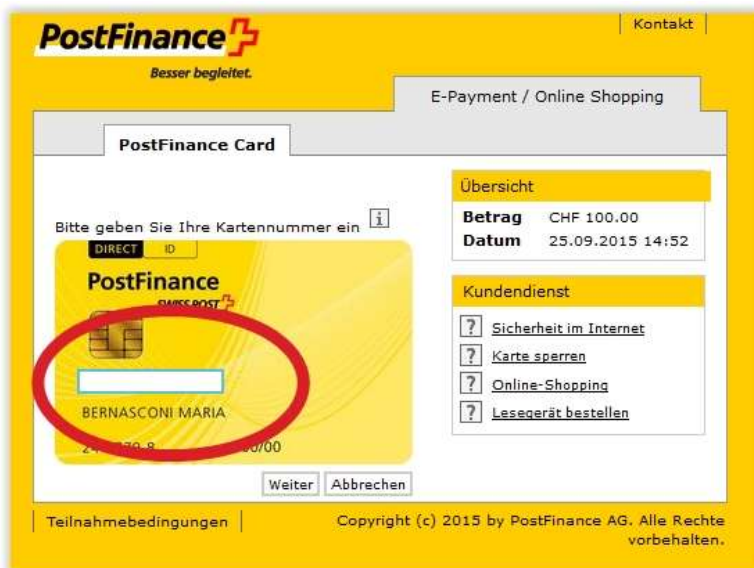 PostFinance
Besser begleitet.
Kontakt
E-Payment / Online Shopping
PostFinance Card
Bitte geben Sie Ihre Kartennummer ein
DIRECT ID
PostFinance
SWISS POST
BERNASCONI MARIA
Weiter Abbrechen
Übersicht
Betrag CHF 100.00
Datum 25.09.2015 14:52
Kundendienst
? Sicherheit im Internet
? Karte sperren
? Online-Shopping
? Lesegerät bestellen
Teilnahmebedingungen
Copyright (c) 2015 by PostFinance AG. Alle Rechte
vorbehalten.